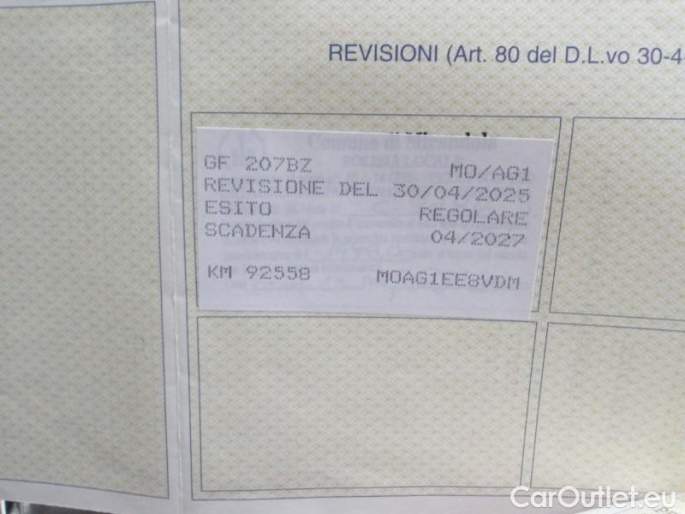 REVISIONI (Art. 80 del D.L.vo 30-4-
GF 207BZ MO/AG1
REVISIONE DEL 30/04/2025
ESITO REGOLARE
SCADENZA 04/2027
KM 92558 MOAG1EE8VDM
CarOutlet.eu